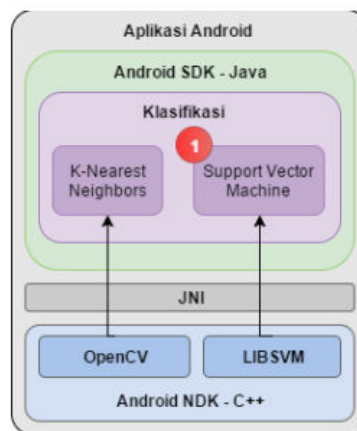 Aplikasi Android
Android SDK - Java
Klasifikasi
1
K-Nearest
Neighbors
Support Vector
Machine
JNI
OpenCV
LIBSVM
Android NDK - C++